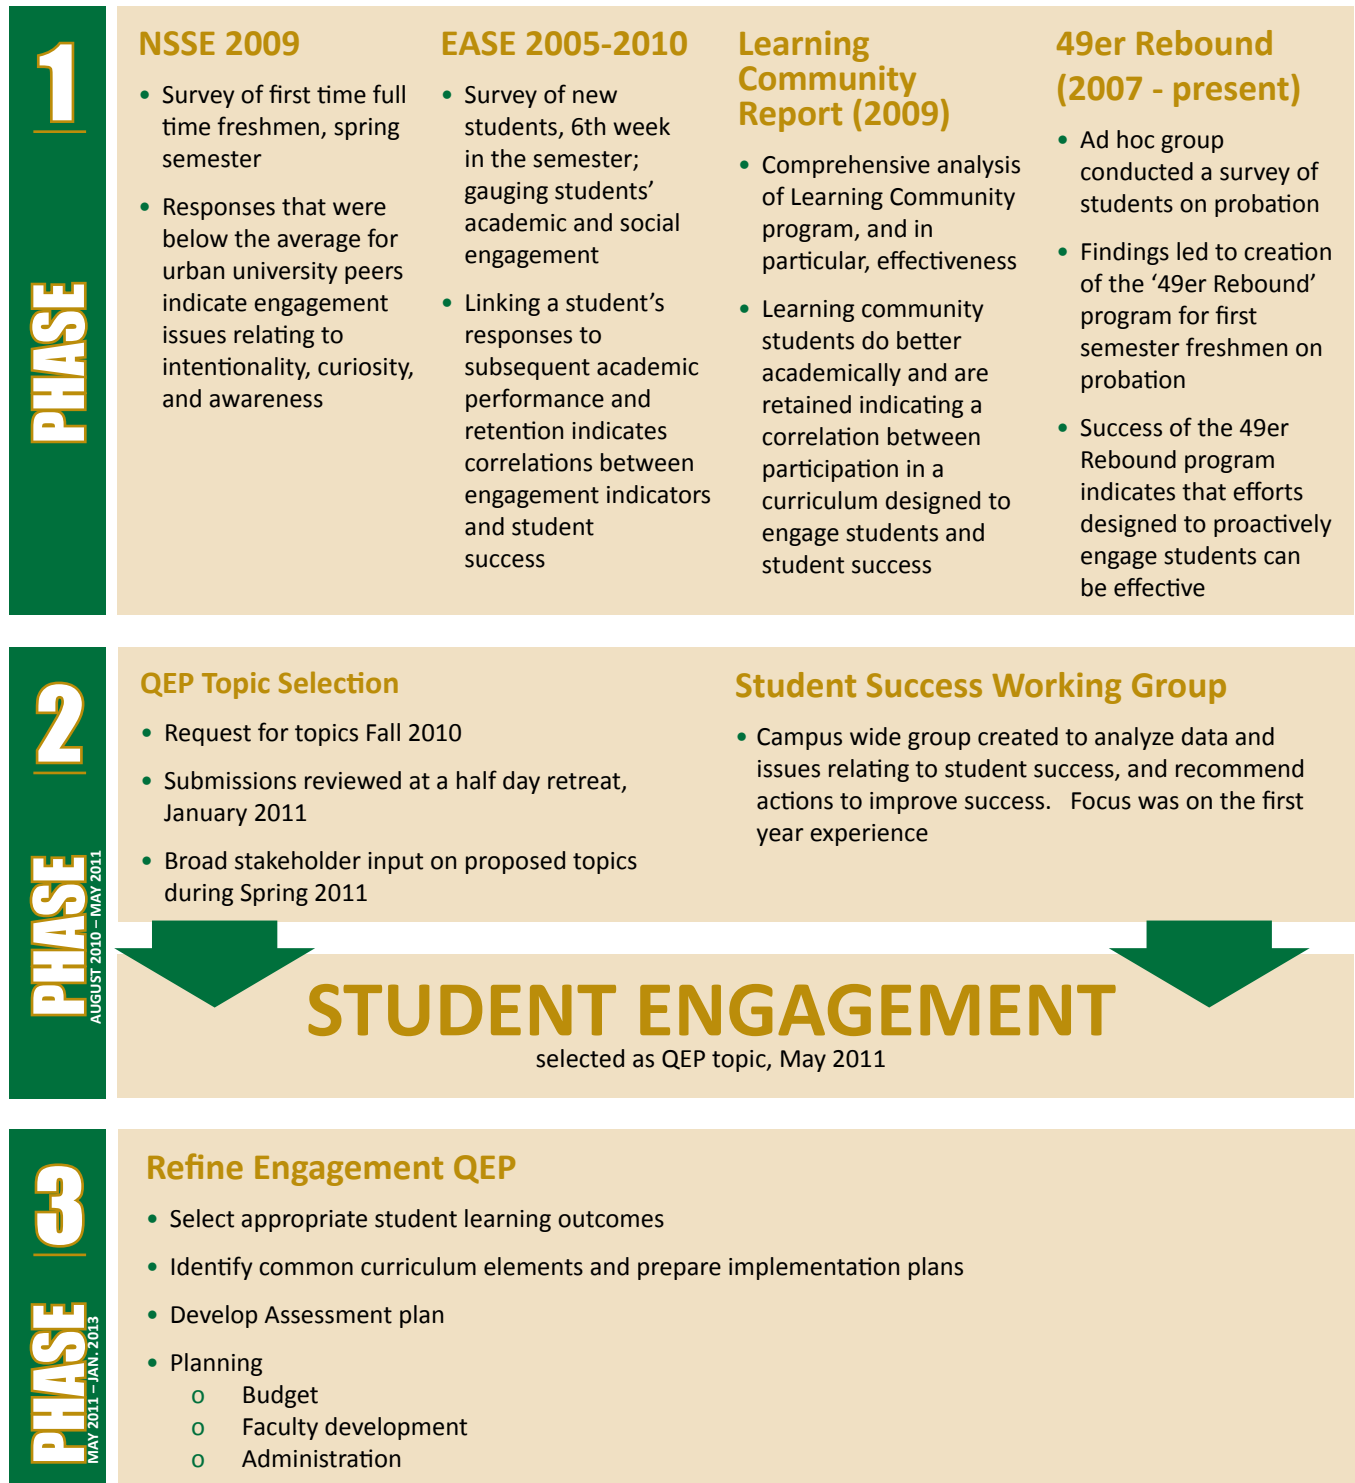 1
PHASE
NSSE 2009
• Survey of first time full
time freshmen, spring
semester
• Responses that were
below the average for
urban university peers
indicate engagement
issues relating to
intentionality, curiosity,
and awareness
EASE 2005-2010
• Survey of new
students, 6th week
in the semester;
gauging students’
academic and social
engagement
• Linking a student’s
responses to
subsequent academic
performance and
retention indicates
correlations between
engagement indicators
and student
success
Learning
Community
Report (2009)
• Comprehensive analysis
of Learning Community
program, and in
particular, effectiveness
• Learning community
students do better
academically and are
retained indicating a
correlation between
participation in a
curriculum designed to
engage students and
student success
49er Rebound
(2007 - present)
• Ad hoc group
conducted a survey of
students on probation
• Findings led to creation
of the ‘49er Rebound’
program for first
semester freshmen on
probation
• Success of the 49er
Rebound program
indicates that efforts
designed to proactively
engage students can
be effective
2
PHASE
AUGUST 2010 – MAY 2011
QEP Topic Selection
• Request for topics Fall 2010
• Submissions reviewed at a half day retreat,
January 2011
• Broad stakeholder input on proposed topics
during Spring 2011
Student Success Working Group
• Campus wide group created to analyze data and
issues relating to student success, and recommend
actions to improve success.   Focus was on the first
year experience
STUDENT ENGAGEMENT
selected as QEP topic, May 2011
3
PHASE
MAY 2011 – JAN. 2013
Refine Engagement QEP
• Select appropriate student learning outcomes
• Identify common curriculum elements and prepare implementation plans
• Develop Assessment plan
• Planning
o Budget
o Faculty development
o Administration